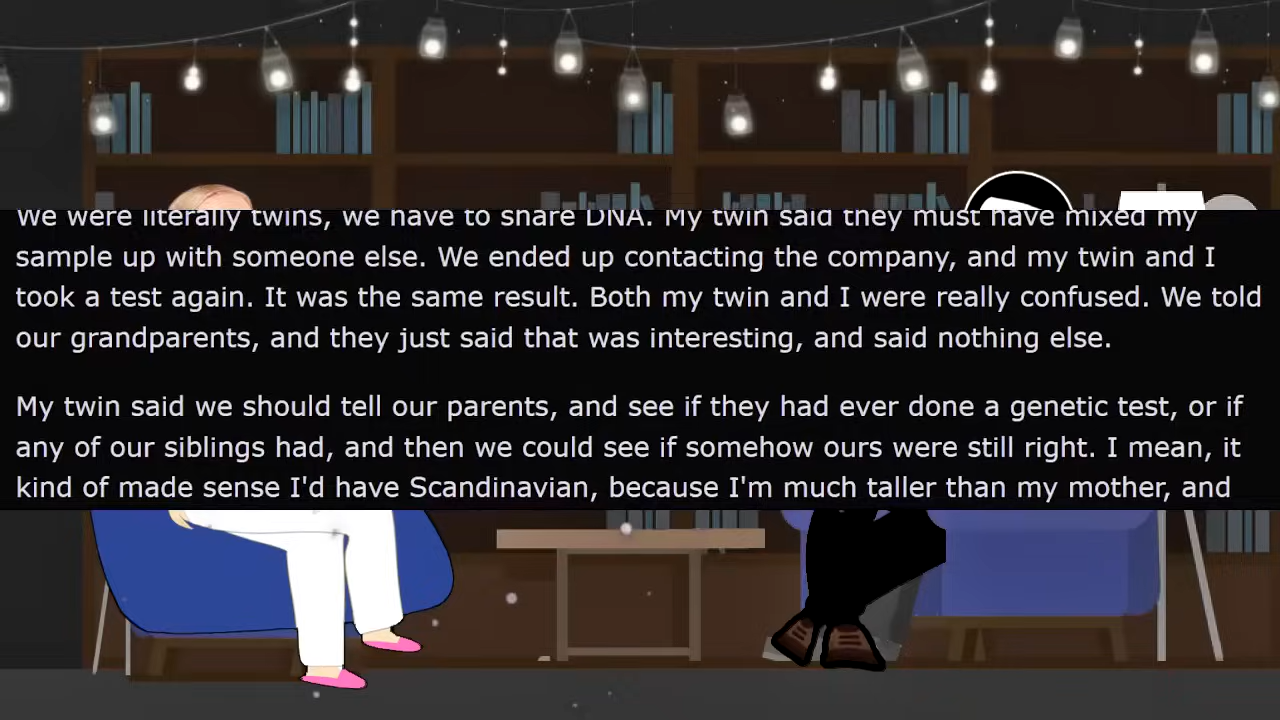 We were literally twins, we have to share DNA. My twin said they must have mixed my
sample up with someone else. We ended up contacting the company, and my twin and I
took a test again. It was the same result. Both my twin and I were really confused. We told
our grandparents, and they just said that was interesting, and said nothing else.
My twin said we should tell our parents, and see if they had ever done a genetic test, or if
any of our siblings had, and then we could see if somehow ours were still right. I mean, it
kind of made sense I'd have Scandinavian, because I'm much taller than my mother, and